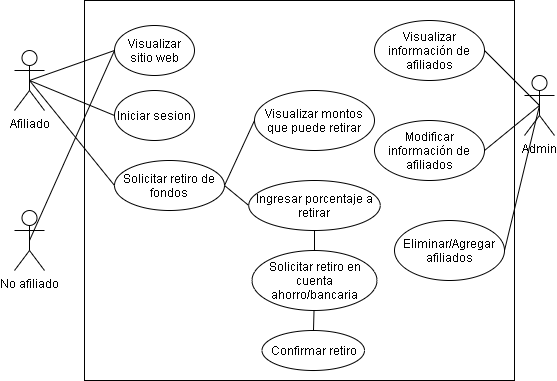 Visualizar
sitio web
Visualizar
información de
afiliados
Afiliado
Iniciar sesion
Visualizar montos
que puede retirar
Admin
Modificar
información de
afiliados
Solicitar retiro de
fondos
Ingresar porcentaje a
retirar
Eliminar/Agregar
afiliados
No afiliado
Solicitar retiro en
cuenta
ahorro/bancaria
Confirmar retiro